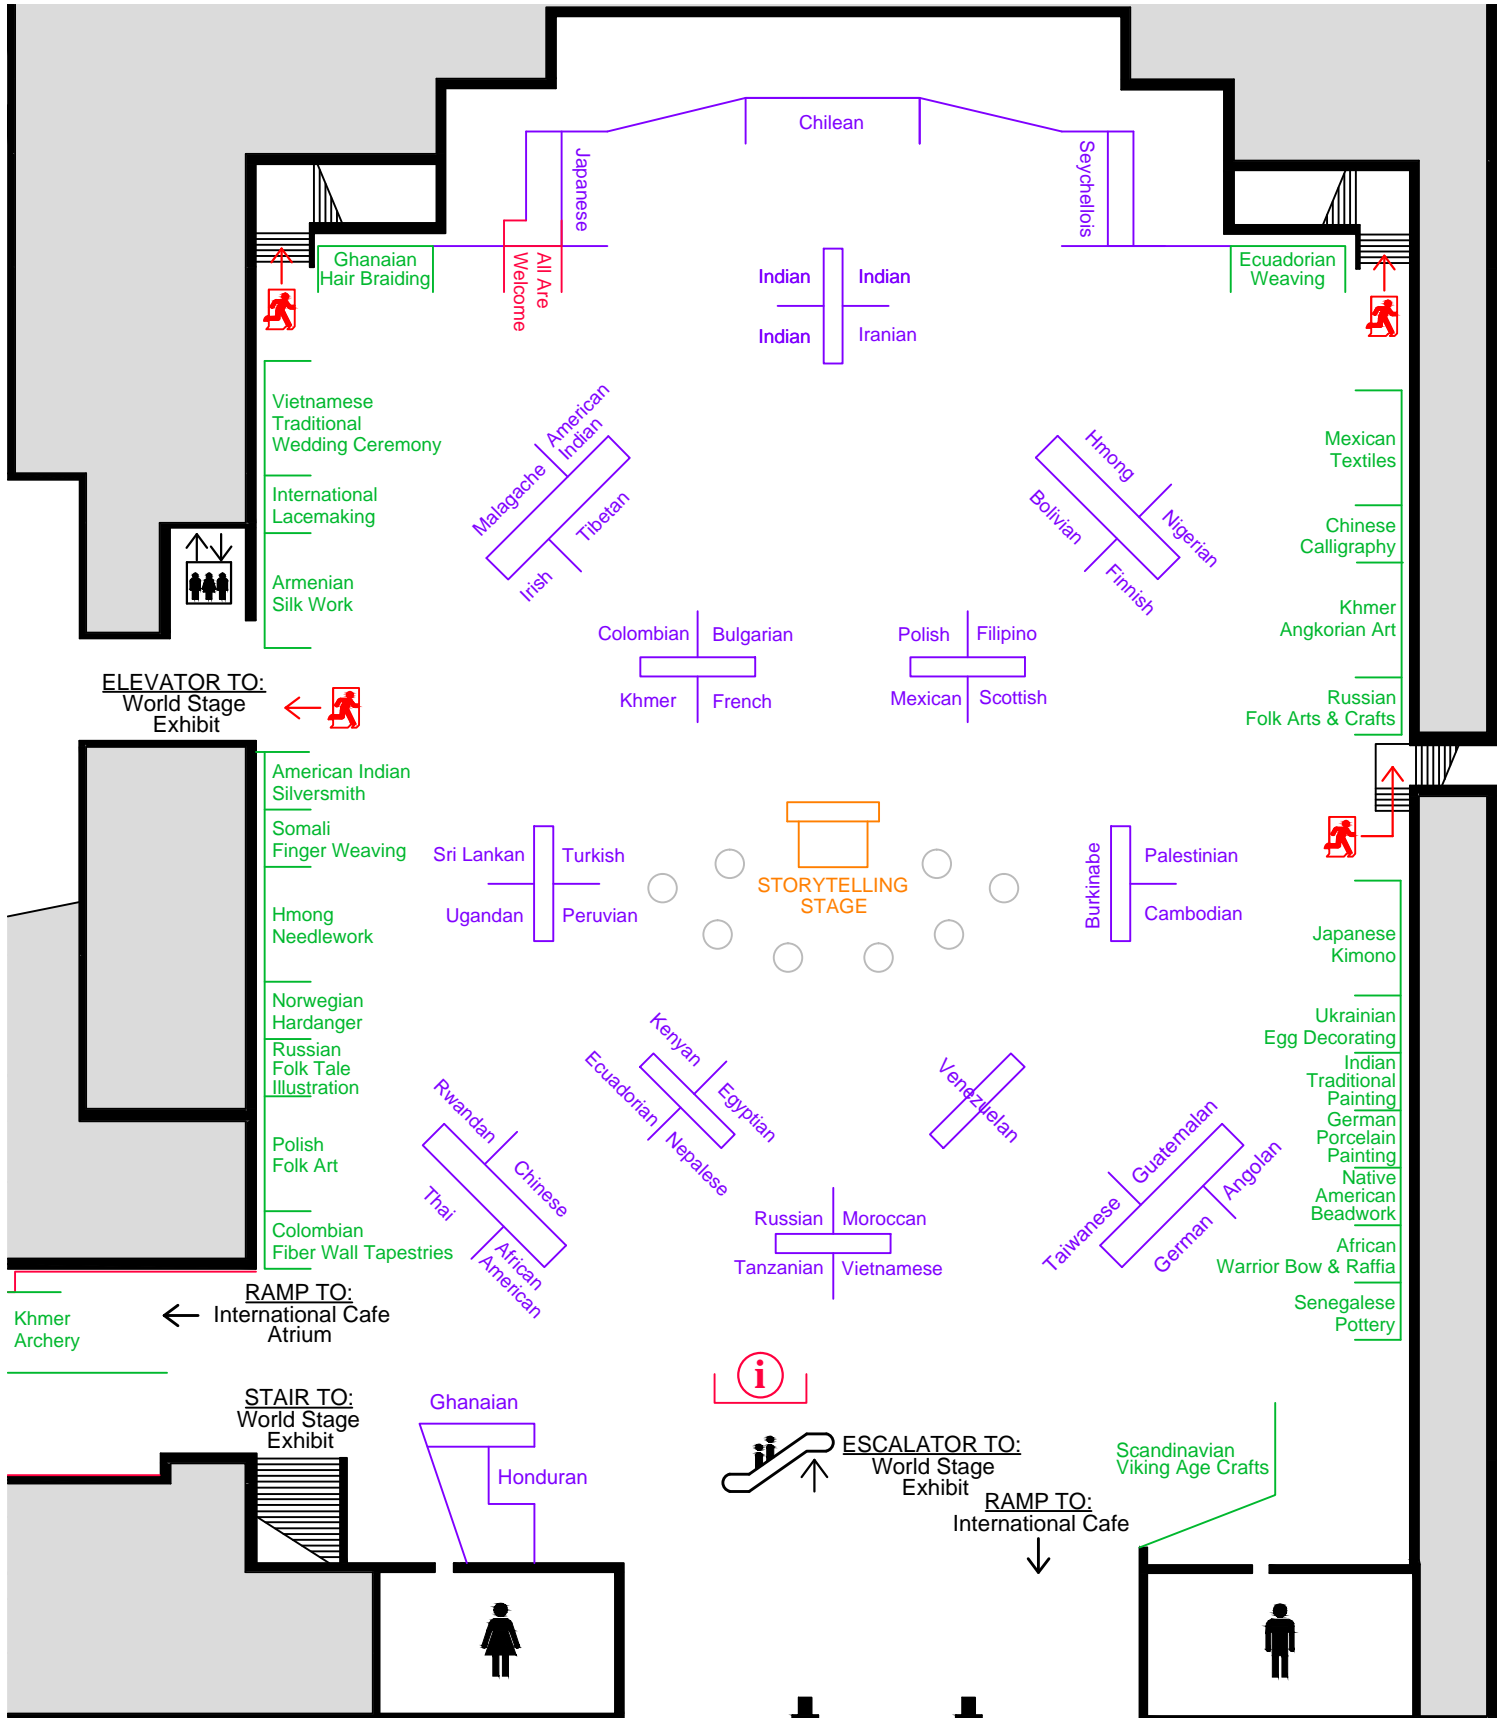 Chilean
Japanese
Seychellois
Ghanaian
Hair Braiding
All Are
Welcome
Ecuadorian
Weaving
Indian
Indian
Indian
Iranian
Vietnamese
Traditional
Wedding Ceremony
International
Lacemaking
Armenian
Silk Work
American
Indian
Malagache
Tibetan
Irish
Hmong
Bolivian
Nigerian
Finnish
Mexican
Textiles
Chinese
Calligraphy
Khmer
Angkorian Art
Russian
Folk Arts & Crafts
Colombian
Bulgarian
Khmer
French
Polish
Filipino
Mexican
Scottish
ELEVATOR TO:
World Stage
Exhibit
American Indian
Silversmith
Somali
Finger Weaving
Hmong
Needlework
Norwegian
Hardanger
Russian
Folk Tale
Illustration
Polish
Folk Art
Colombian
Fiber Wall Tapestries
Sri Lankan
Turkish
Ugandan
Peruvian
STORYTELLING
STAGE
Burkinabe
Palestinian
Cambodian
Japanese
Kimono
Ukrainian
Egg Decorating
Indian
Traditional
Painting
German
Porcelain
Painting
Native
American
Beadwork
African
Warrior Bow & Raffia
Senegalese
Pottery
Kenyan
Ecuadorian
Egyptian
Nepalese
Venezuelan
Rwandan
Chinese
Thai
African
American
Guatemalan
Angolan
Taiwanese
German
Russian
Moroccan
Tanzanian
Vietnamese
RAMP TO:
International Cafe
Atrium
Khmer
Archery
STAIR TO:
World Stage
Exhibit
Ghanaian
Honduran
i
ESCALATOR TO:
World Stage
Exhibit
RAMP TO:
International Cafe
Scandinavian
Viking Age Crafts